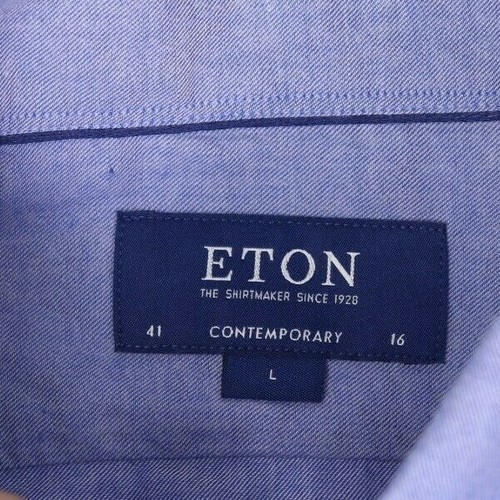 ETON
THE SHIRTMAKER SINCE 1928
41 CONTEMPORARY 16
L